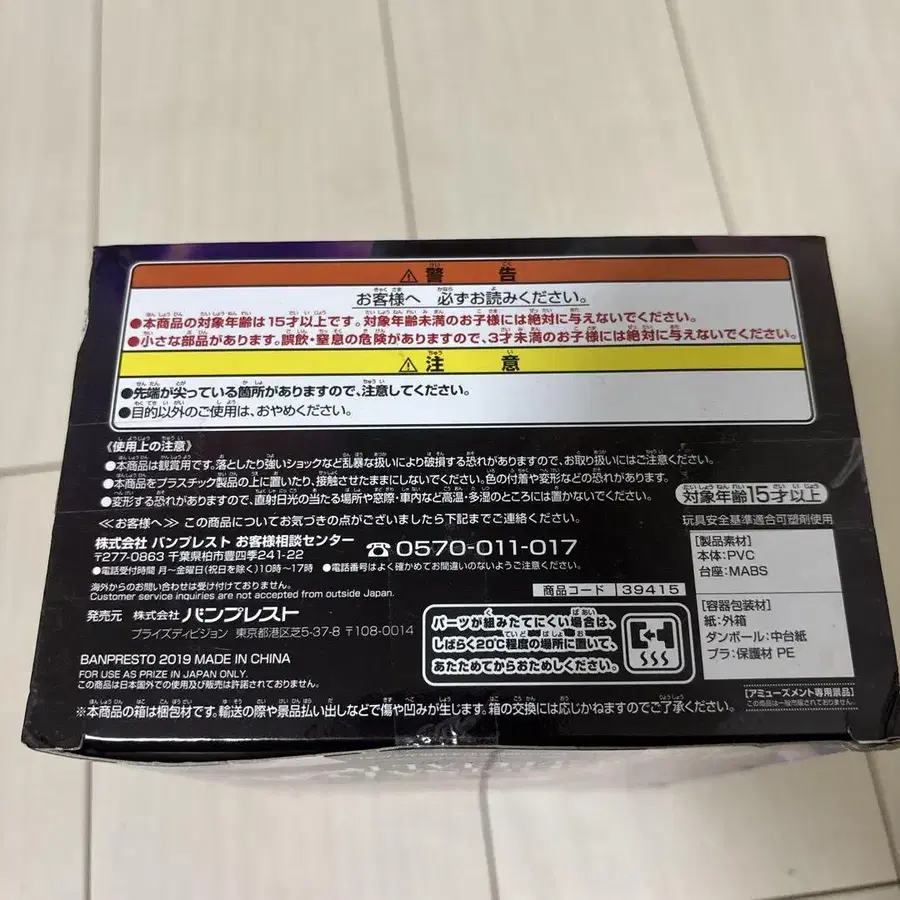 ⚠警告
お客様へ 必ずお読みください。
●本商品の対象年齢は15才以上です。対象年齢未満のお子様には絶対に与えないでください。
●小さな部品があります。誤飲・窒息の危険がありますので、3才未満のお子様には絶対に与えないでください。
⚠注意
●先端が尖っている箇所がありますので、注意してください。
●目的以外のご使用は、おやめください。
《使用上の注意》
●本商品は観賞用です。落としたり強いショックなど乱暴な扱いにより破損する恐れがありますので、お取り扱いにはご注意ください。
●本商品をプラスチック製品の上に置いたり、接触させたままにしないでください。色の付着や変形などの恐れがあります。
●変形する恐れがありますので、直射日光の当たる場所や窓際・車内など高温・多湿のところには置かないでください。
≪お客様へ≫ この商品についてお気づきの点がございましたら下記までご連絡ください。
株式会社 バンプレスト お客様相談センター
〒277-0863 千葉県柏市豊四季241-22
☎0570-011-017
●電話受付時間 月~金曜日(祝日を除く)10時~17時 ●電話番号はよく確かめてお間違いのないようご注意ください。
海外からのお問い合わせは受け付けておりません。
Customer service inquiries are not accepted from outside Japan.
商品コード 39415
発売元 株式会社 バンプレスト
プライズディビジョン 東京都港区芝5-37-8 〒108-0014
BANPRESTO 2019 MADE IN CHINA
FOR USE AS PRIZE IN JAPAN ONLY.
この商品は日本国外での使用及び販売は許諾されておりません。
パーツが組みたてにくい場合は、
しばらく20℃程度の場所に置いて、
あたためてからおためしください。
対象年齢15才以上
玩具安全基準適合可塑剤使用
【製品素材】
本体:PVC
台座:MABS
【容器包装材】
紙:外箱
ダンボール:中台紙
プラ:保護材 PE
【アミューズメント専用景品】
この商品は一般市販されておりません。
※本商品の箱は梱包材です。輸送の際や景品払い出しなどで傷や凹みが生じます。箱の交換には応じかねますのでご了承ください。